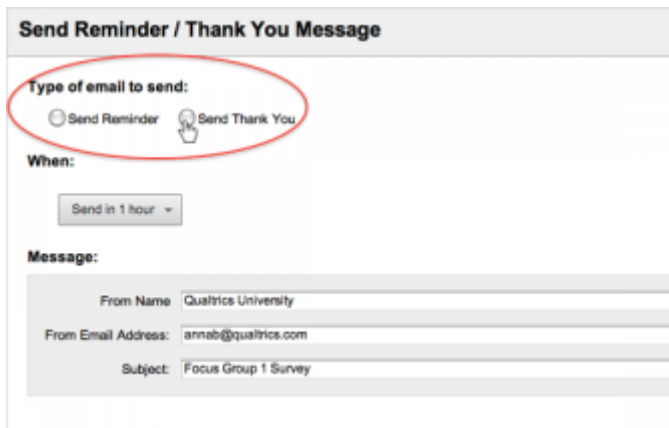 Send Reminder / Thank You Message
Type of email to send:
Send Reminder Send Thank You
When:
Send in 1 hour
Message:
From Name Qualtrics University
From Email Address: annab@qualtrics.com
Subject: Focus Group 1 Survey